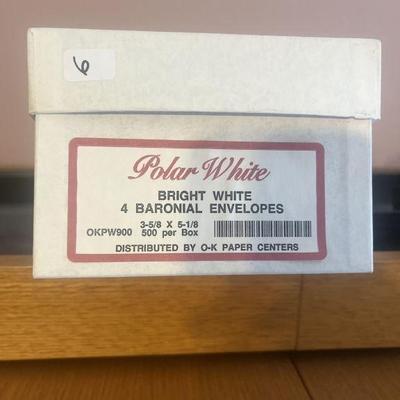 6
Polar White
BRIGHT WHITE
4 BARONIAL ENVELOPES
3-5/8 X 5-1/8
OKPW900 500 per Box
DISTRIBUTED BY O-K PAPER CENTERS